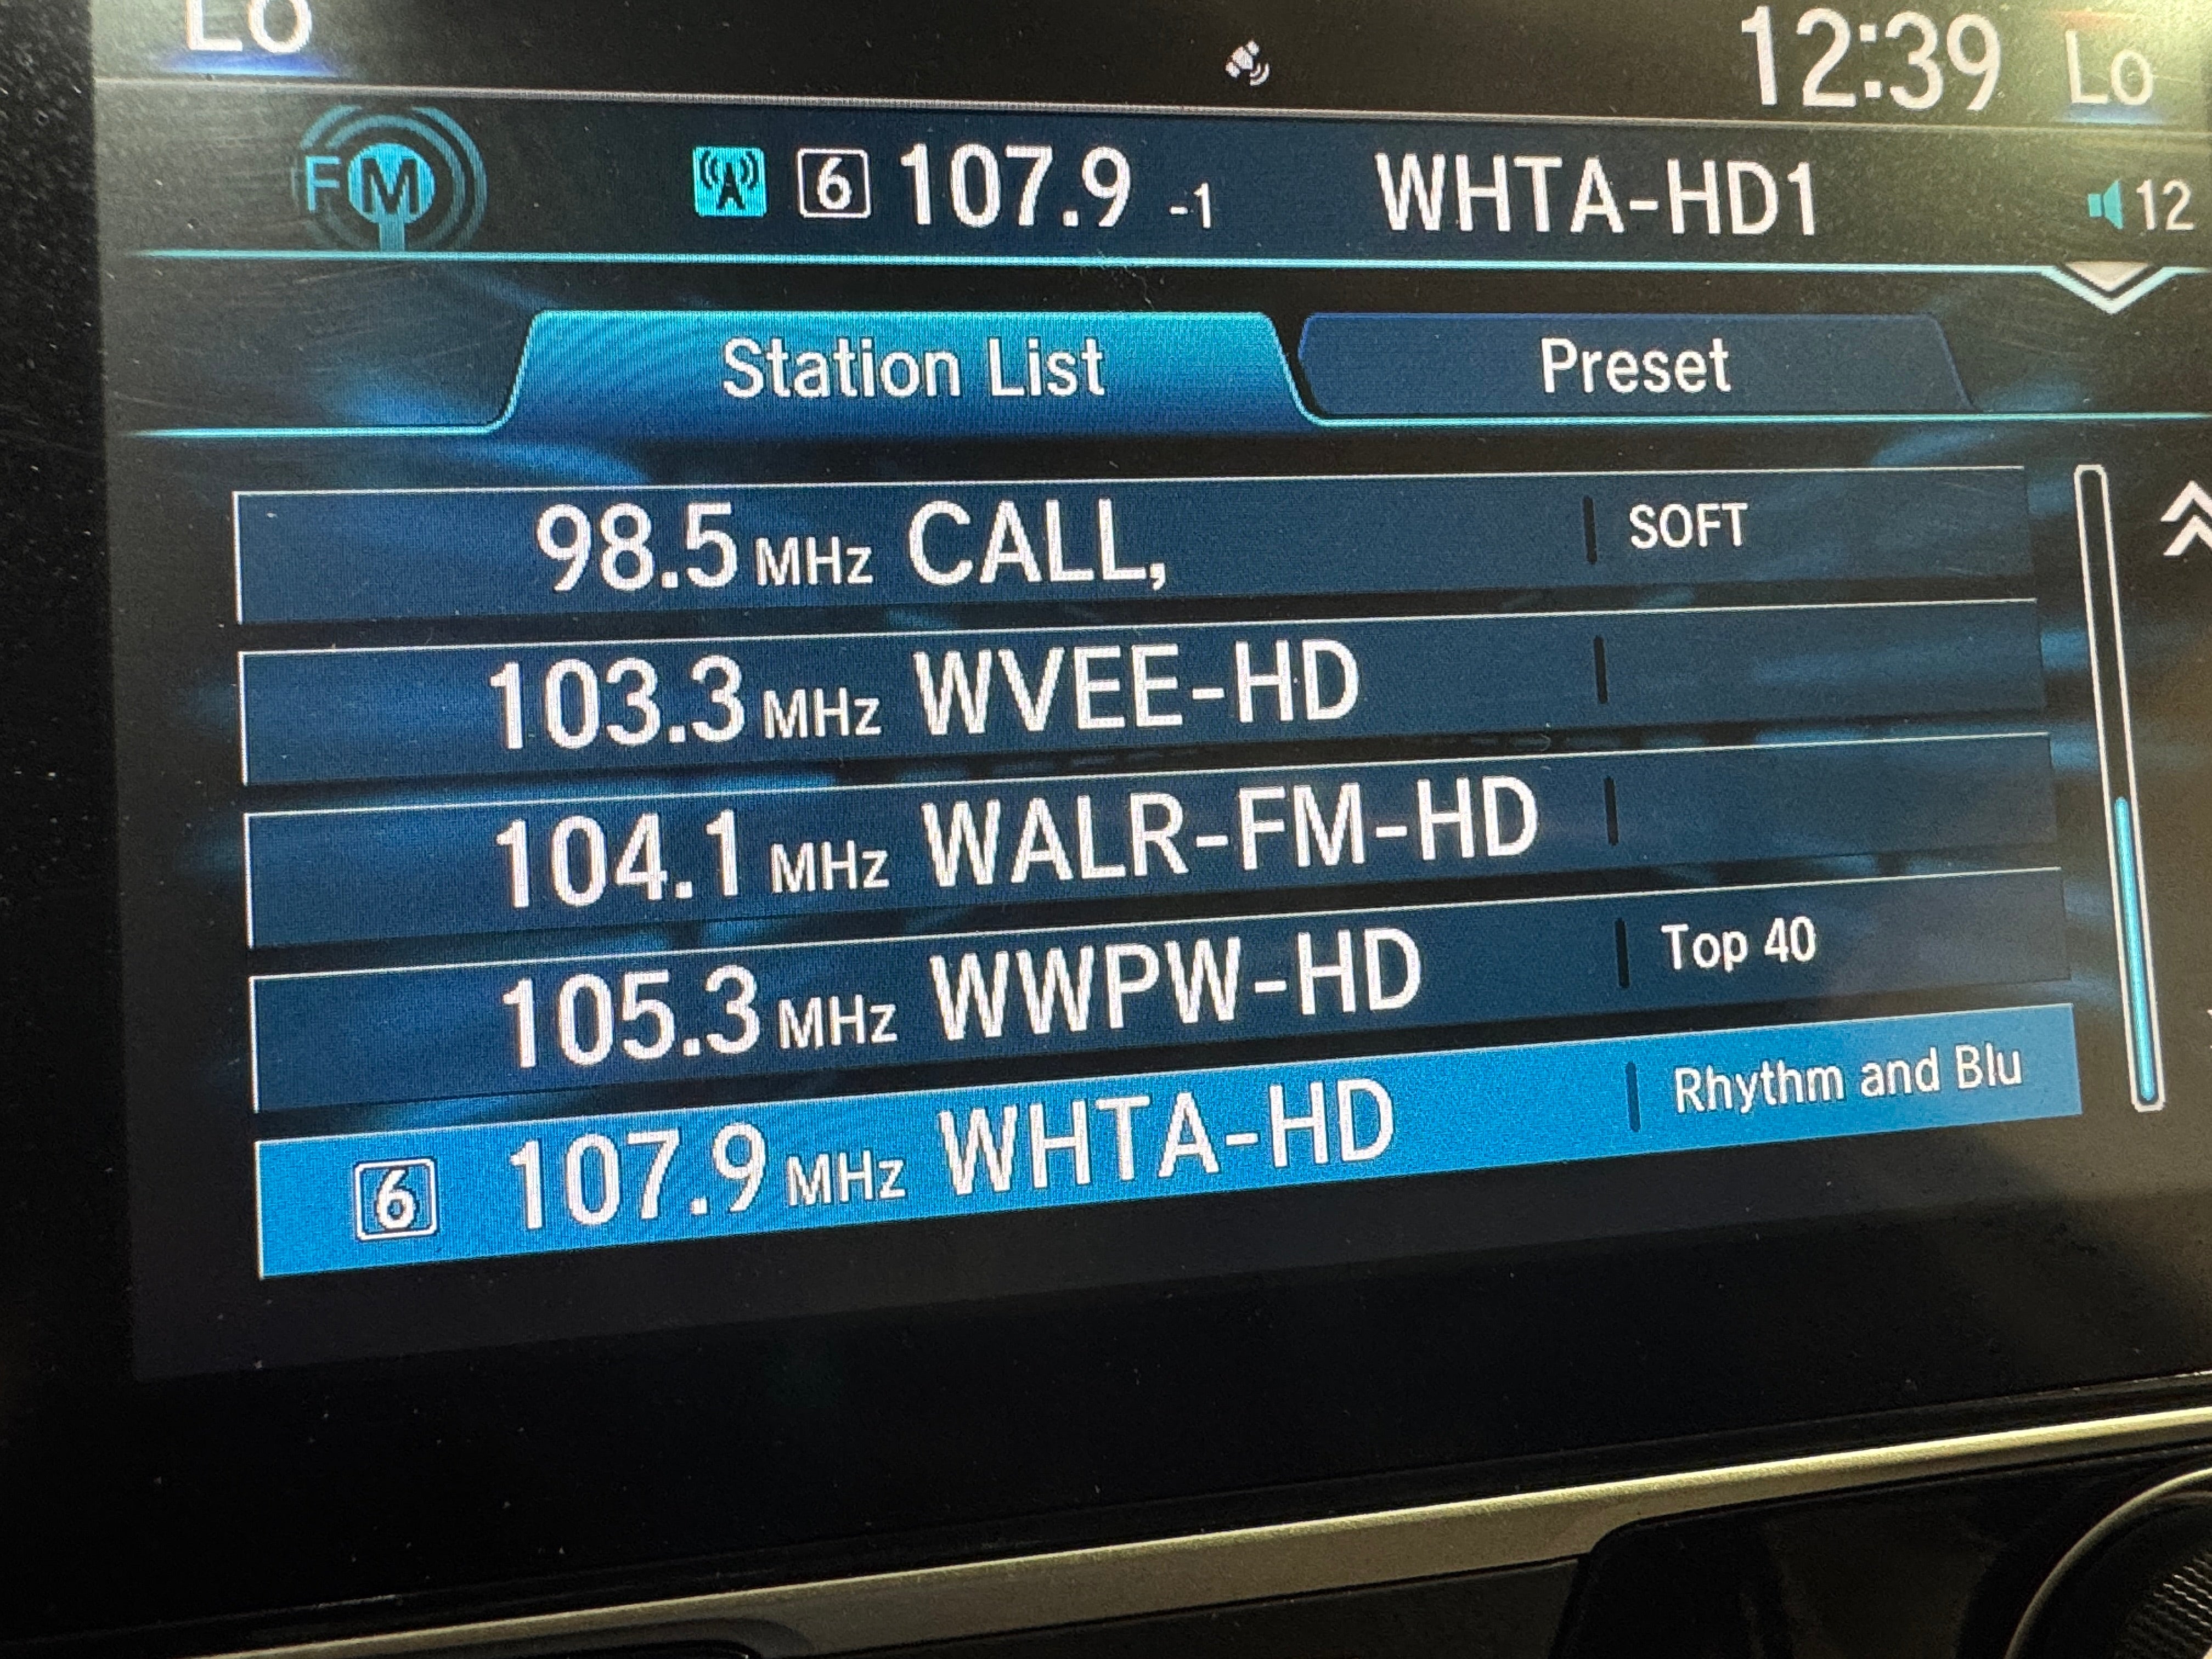 Lo 12:39 Lo
FM 6 107.9 -1 WHTA-HD1 12
Station List Preset
98.5 MHz CALL, SOFT
103.3 MHz WVEE-HD
104.1 MHz WALR-FM-HD
105.3 MHz WWPW-HD Top 40
6 107.9 MHz WHTA-HD Rhythm and Blu